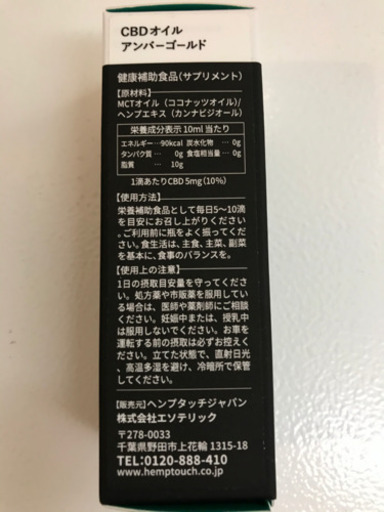 CBDオイル
アンバーゴールド
健康補助食品(サプリメント)
【原材料】
MCTオイル（ココナッツオイル)/
ヘンプエキス（カンナビジオール）
栄養成分表示 10ml 当たり
エネルギー…90kcal 炭水化物 … 0g
タンパク質 … 0g 食塩相当量 … 0g
脂質 … 10g
1滴あたりCBD 5mg(10%)
【使用方法】
栄養補助食品として毎日5～10滴
を目安にお召し上がりください
。ご利用前に瓶をよく振ってくださ
い。食生活は、主食、主菜、副菜
を基本に、食事のバランスを。
【使用上の注意】
1日の摂取目安量を守ってくださ
い。処方薬や市販薬を服用してい
る場合は、医師や薬剤師にご相談
ください。妊娠中または、授乳中
は服用しないでください。お車を
運転する前の摂取は必ずお控えく
ださい。立てた状態で、直射日光、
高温多湿を避け、冷暗所で保管
してください。
【販売元】ヘンプタッチジャパン
株式会社エソテリック
〒278-0033
千葉県野田市上花輪 1315-18
TEL:0120-888-410
www.hemptouch.co.jp